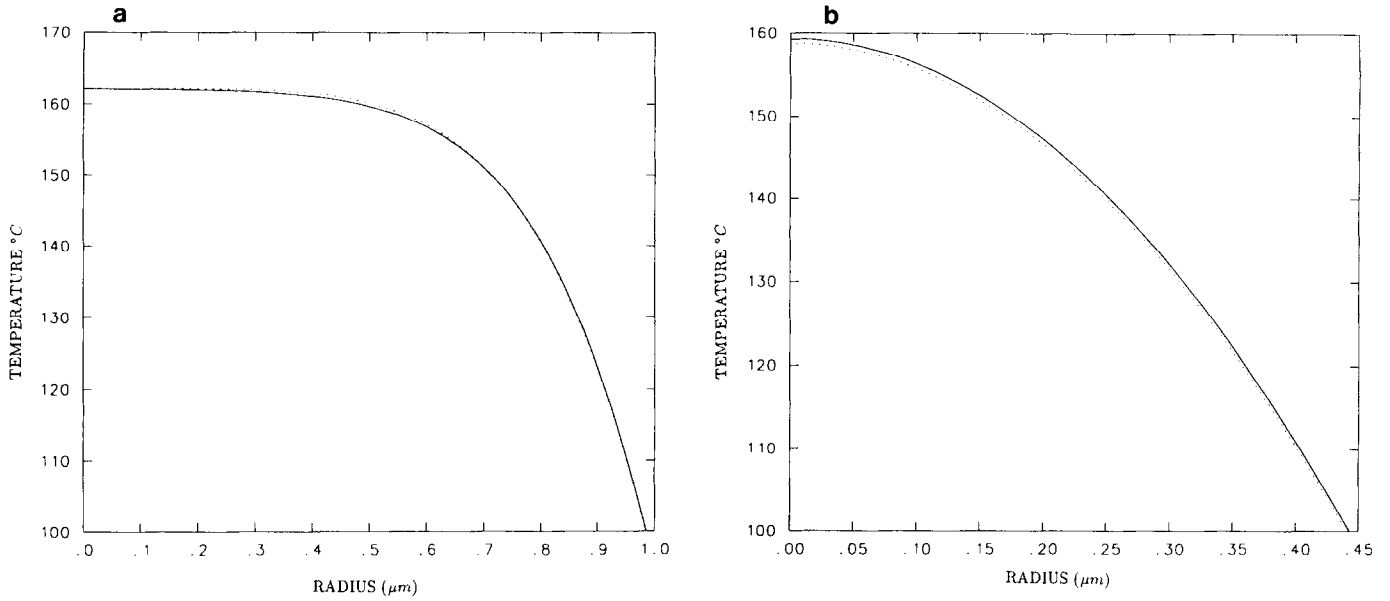 a
170
160
150
140
130
120
110
100
TEMPERATURE °C
.0 .1 .2 .3 .4 .5 .6 .7 .8 .9 1.0
RADIUS (μm)
b
160
150
140
130
120
110
100
TEMPERATURE °C
.00 .05 .10 .15 .20 .25 .30 .35 .40 .45
RADIUS (μm)